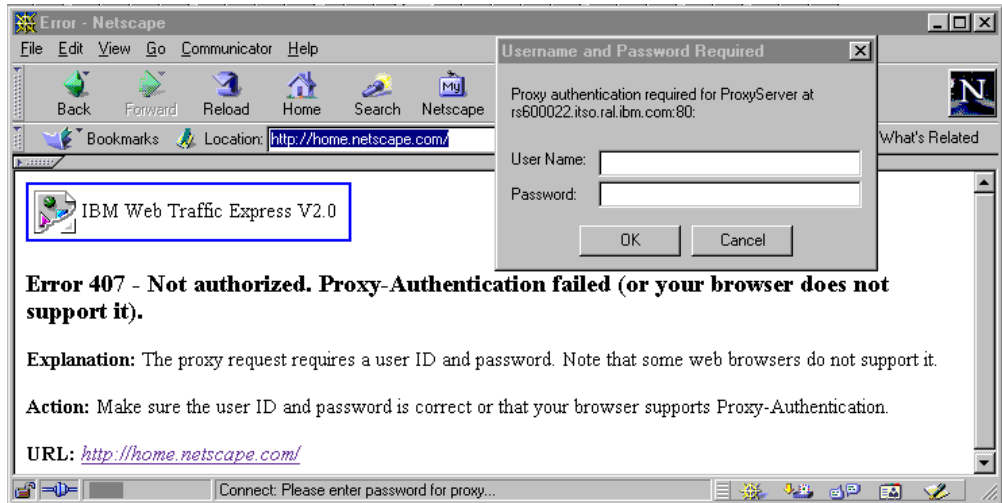 Error - Netscape
File Edit View Go Communicator Help
Back Forward Reload Home Search My Netscape
Bookmarks Location: http://home.netscape.com/ What's Related
Username and Password Required
Proxy authentication required for ProxyServer at
rs600022.itso.ral.ibm.com:80:
User Name:
Password:
OK Cancel
N
IBM Web Traffic Express V2.0
Error 407 - Not authorized. Proxy-Authentication failed (or your browser does not
support it).
Explanation: The proxy request requires a user ID and password. Note that some web browsers do not support it.
Action: Make sure the user ID and password is correct or that your browser supports Proxy-Authentication.
URL: http://home.netscape.com/
Connect: Please enter password for proxy...